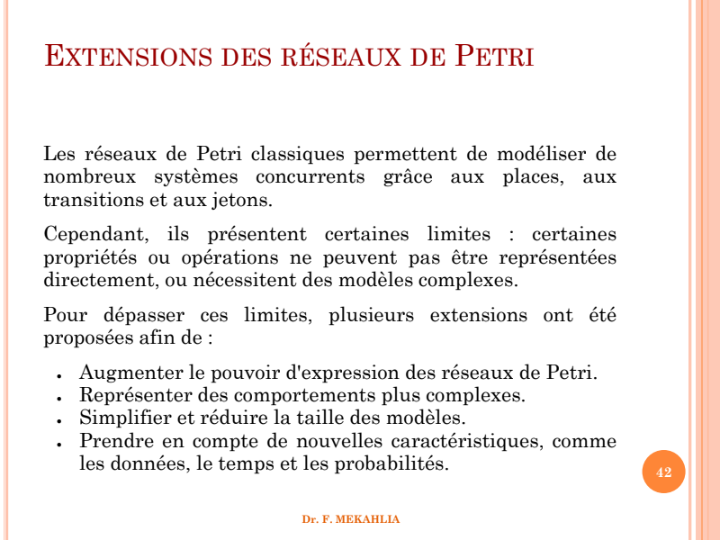 EXTENSIONS DES RÉSEAUX DE PETRI
Les réseaux de Petri classiques permettent de modéliser de
nombreux systèmes concurrents grâce aux places, aux
transitions et aux jetons.
Cependant, ils présentent certaines limites : certaines
propriétés ou opérations ne peuvent pas être représentées
directement, ou nécessitent des modèles complexes.
Pour dépasser ces limites, plusieurs extensions ont été
proposées afin de :
• Augmenter le pouvoir d'expression des réseaux de Petri.
• Représenter des comportements plus complexes.
• Simplifier et réduire la taille des modèles.
• Prendre en compte de nouvelles caractéristiques, comme
les données, le temps et les probabilités.
42
Dr. F. MEKAHLIA